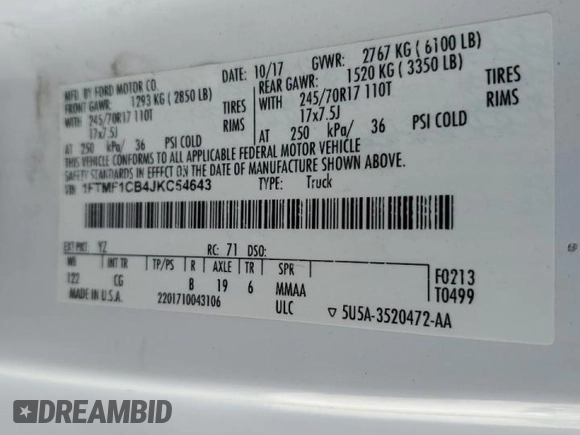 MFD. BY FORD MOTOR CO.
DATE: 10/17 GVWR: 2767 KG ( 6100 LB)
FRONT GAWR: 1293 KG ( 2850 LB) REAR GAWR: 1520 KG ( 3350 LB)
WITH 245/70R17 110T TIRES WITH 245/70R17 110T TIRES
17x7.5J RIMS 17x7.5J RIMS
AT 250 kPa/ 36 PSI COLD AT 250 kPa/ 36 PSI COLD
THIS VEHICLE CONFORMS TO ALL APPLICABLE FEDERAL MOTOR VEHICLE
SAFETY STANDARDS IN EFFECT ON THE DATE OF MANUFACTURE SHOWN ABOVE.
VIN: 1FTMF1CB4JKC54643 TYPE: Truck
EXT PNT: YZ RC: 71 DSO:
WB INT TR TP/PS R AXLE TR SPR
122 CG B 19 6 MMAA
F0213
T0499
MADE IN U.S.A. 2201710043106 ULC
▽ 5U5A-3520472-AA
DREAMBID